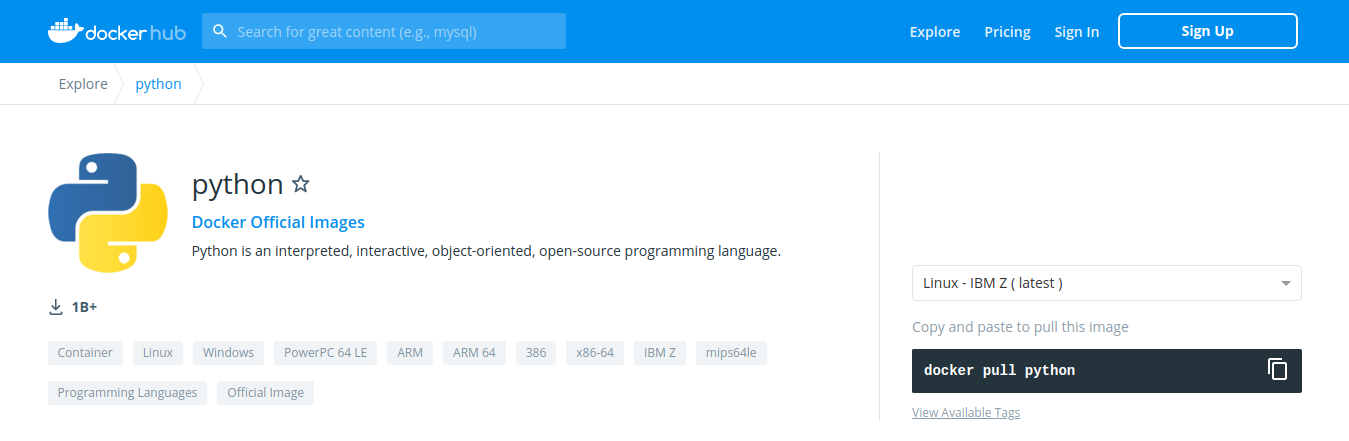 docker hub
Search for great content (e.g., mysql)
Explore
Pricing
Sign In
Sign Up
Explore
python
python
Docker Official Images
Python is an interpreted, interactive, object-oriented, open-source programming language.
1B+
Container
Linux
Windows
PowerPC 64 LE
ARM
ARM 64
386
x86-64
IBM Z
mips64le
Programming Languages
Official Image
Linux - IBM Z ( latest )
Copy and paste to pull this image
docker pull python
View Available Tags